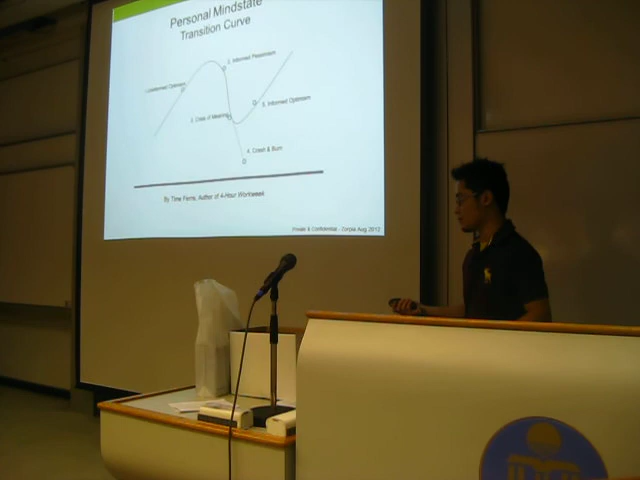 Personal Mindstate
Transition Curve
2. Informed Pessimism
1. Uninformed Optimism
5. Informed Optimism
3. Crisis of Meaning
4. Crash & Burn
By Time Ferris, Author of 4-Hour Workweek
Private & Confidential - Zorpia Aug 2012